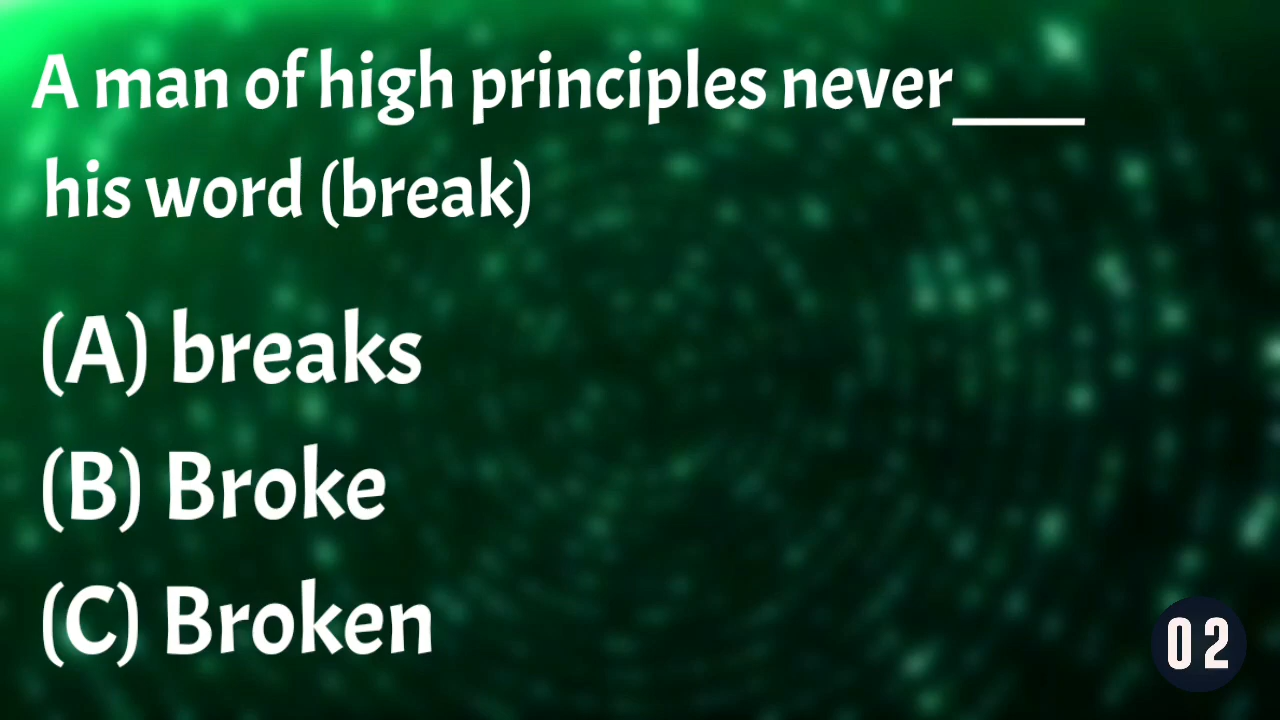 A man of high principles never____
his word (break)
(A) breaks
(B) Broke
(C) Broken
02